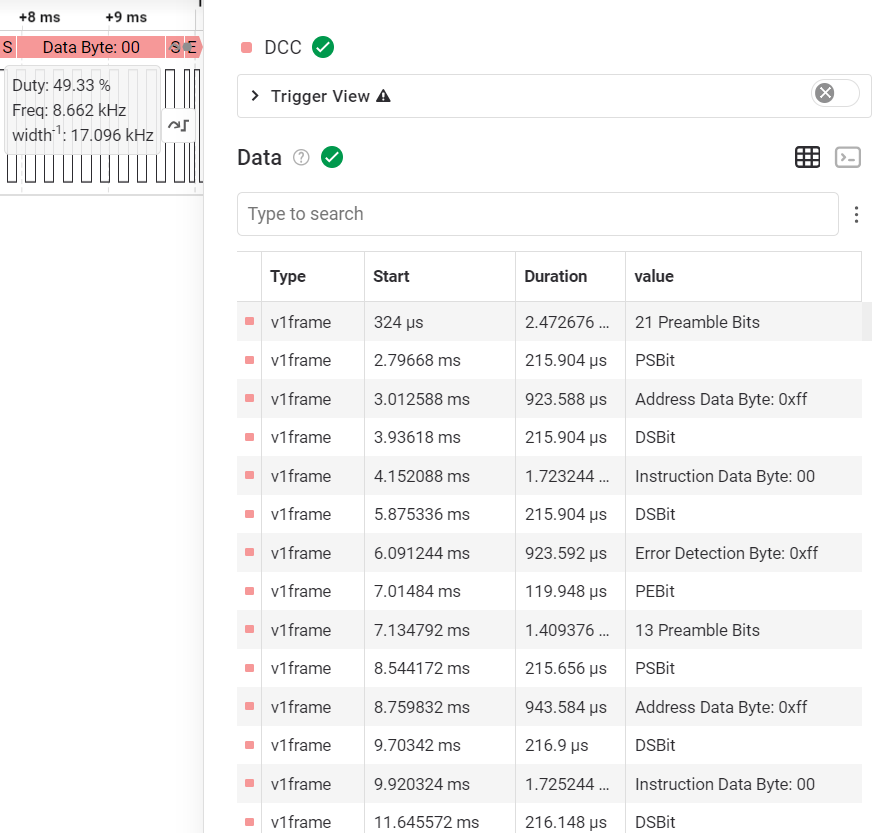 +8 ms +9 ms
S Data Byte: 00 S E
Duty: 49.33 %
Freq: 8.662 kHz
width-1: 17.096 kHz
DCC
Trigger View
Data
Type to search
Type Start Duration value
v1frame 324 µs 2.472676 ... 21 Preamble Bits
v1frame 2.79668 ms 215.904 µs PSBit
v1frame 3.012588 ms 923.588 µs Address Data Byte: 0xff
v1frame 3.93618 ms 215.904 µs DSBit
v1frame 4.152088 ms 1.723244 ... Instruction Data Byte: 00
v1frame 5.875336 ms 215.904 µs DSBit
v1frame 6.091244 ms 923.592 µs Error Detection Byte: 0xff
v1frame 7.01484 ms 119.948 µs PEBit
v1frame 7.134792 ms 1.409376 ... 13 Preamble Bits
v1frame 8.544172 ms 215.656 µs PSBit
v1frame 8.759832 ms 943.584 µs Address Data Byte: 0xff
v1frame 9.70342 ms 216.9 µs DSBit
v1frame 9.920324 ms 1.725244 ... Instruction Data Byte: 00
v1frame 11.645572 ms 216.148 µs DSBit